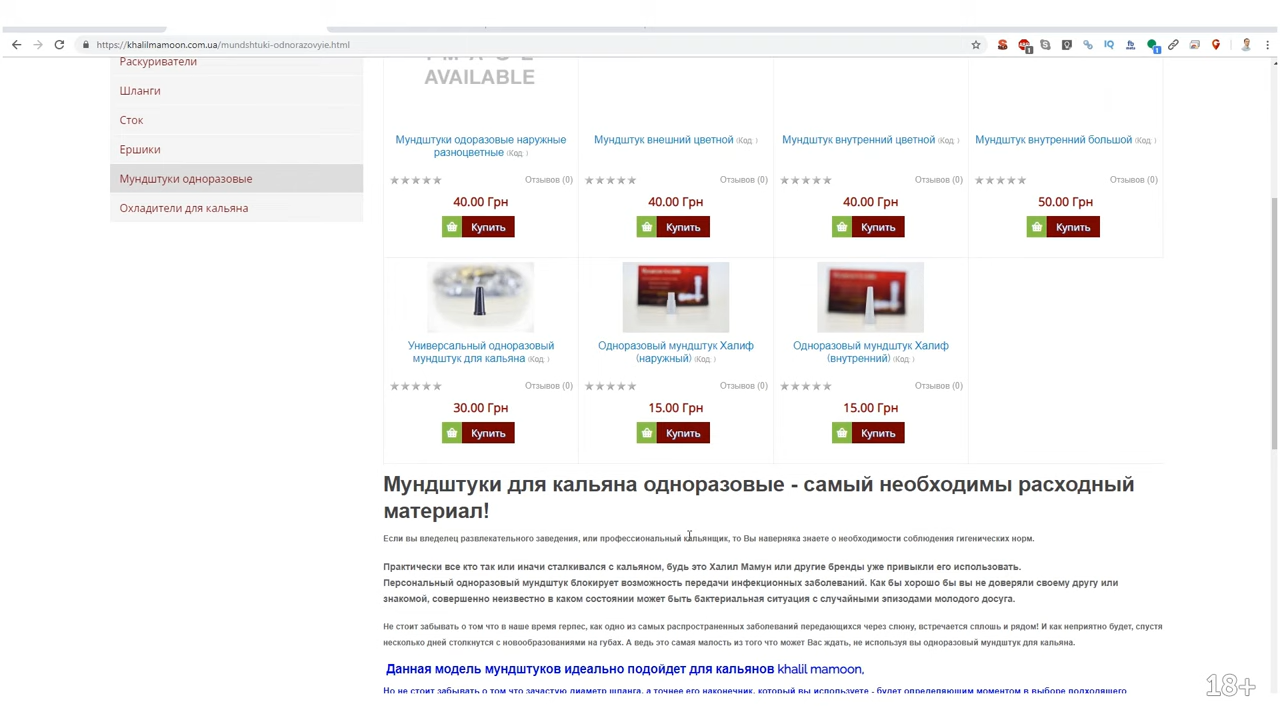 https://khalilmamoon.com.ua/mundshtuki-odnorazovyie.html
Раскуриватели
Шланги
Сток
Ершики
Мундштуки одноразовые
Охладители для кальяна
I M A G E
AVAILABLE
Мундштуки одоразовые наружные
разноцветные (Код: )
Мундштук внешний цветной (Код: )
Мундштук внутренний цветной (Код: )
Мундштук внутренний большой (Код: )
Отзывов (0)
Отзывов (0)
Отзывов (0)
Отзывов (0)
40.00 Грн
40.00 Грн
40.00 Грн
50.00 Грн
Купить
Купить
Купить
Купить
Универсальный одноразовый
мундштук для кальяна (Код: )
Одноразовый мундштук Халиф
(наружный) (Код: )
Одноразовый мундштук Халиф
(внутренний) (Код: )
Отзывов (0)
Отзывов (0)
Отзывов (0)
30.00 Грн
15.00 Грн
15.00 Грн
Купить
Купить
Купить
Мундштуки для кальяна одноразовые - самый необходимы расходный
материал!
Если вы вледелец развлекательного заведения, или профессиональный кальянщик, то Вы наверняка знаете о необходимости соблюдения гигенических норм.
Практически все кто так или иначи сталкивался с кальяном, будь это Халил Мамун или другие бренды уже привыкли его использовать.
Персональный одноразовый мундштук блокирует возможность передачи инфекционных заболеваний. Как бы хорошо бы вы не доверяли своему другу или
знакомой, совершенно неизвестно в каком состоянии может быть бактериальная ситуация с случайными эпизодами молодого досуга.
Не стоит забывать о том что в наше время герпес, как одно из самых распространенных заболеваний передающихся через слюну, встречается сплошь и рядом! И как неприятно будет, спустя
несколько дней столкнутся с новообразованиями на губах. А ведь это самая малость из того что может Вас ждать, не используя вы одноразовый мундштук для кальяна.
Данная модель мундштуков идеально подойдет для кальянов khalil mamoon,
Но не стоит забывать о том что зачастую диаметр шланга, а точнее его наконечник, который вы используете - будет определяющим моментом в выборе подходящего
18+